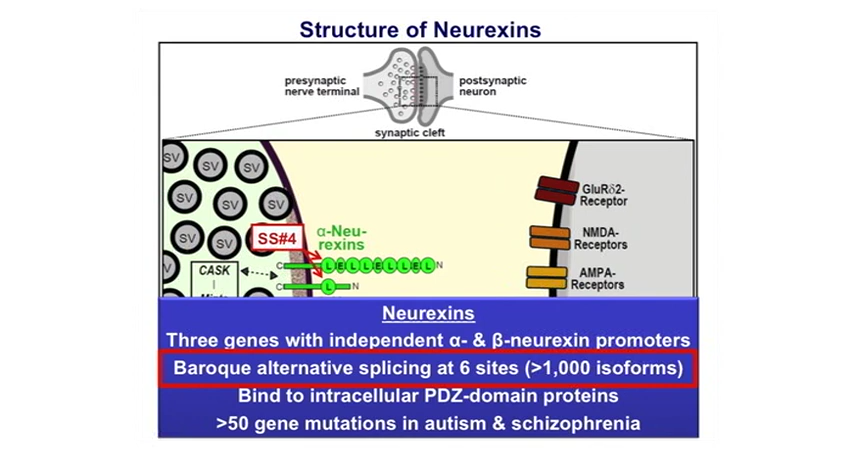 Structure of Neurexins
presynaptic
nerve terminal
postsynaptic
neuron
synaptic cleft
SV
SV
SV
SV
SV
SV
SV
SV
SV
SV
GluRδ2-
Receptor
SS#4
α-Neu-
rexins
NMDA-
Receptors
C
LELLELLEL
N
CASK
C
L
N
AMPA-
Receptors
Neurexins
Three genes with independent α- & β-neurexin promoters
Baroque alternative splicing at 6 sites (>1,000 isoforms)
Bind to intracellular PDZ-domain proteins
>50 gene mutations in autism & schizophrenia